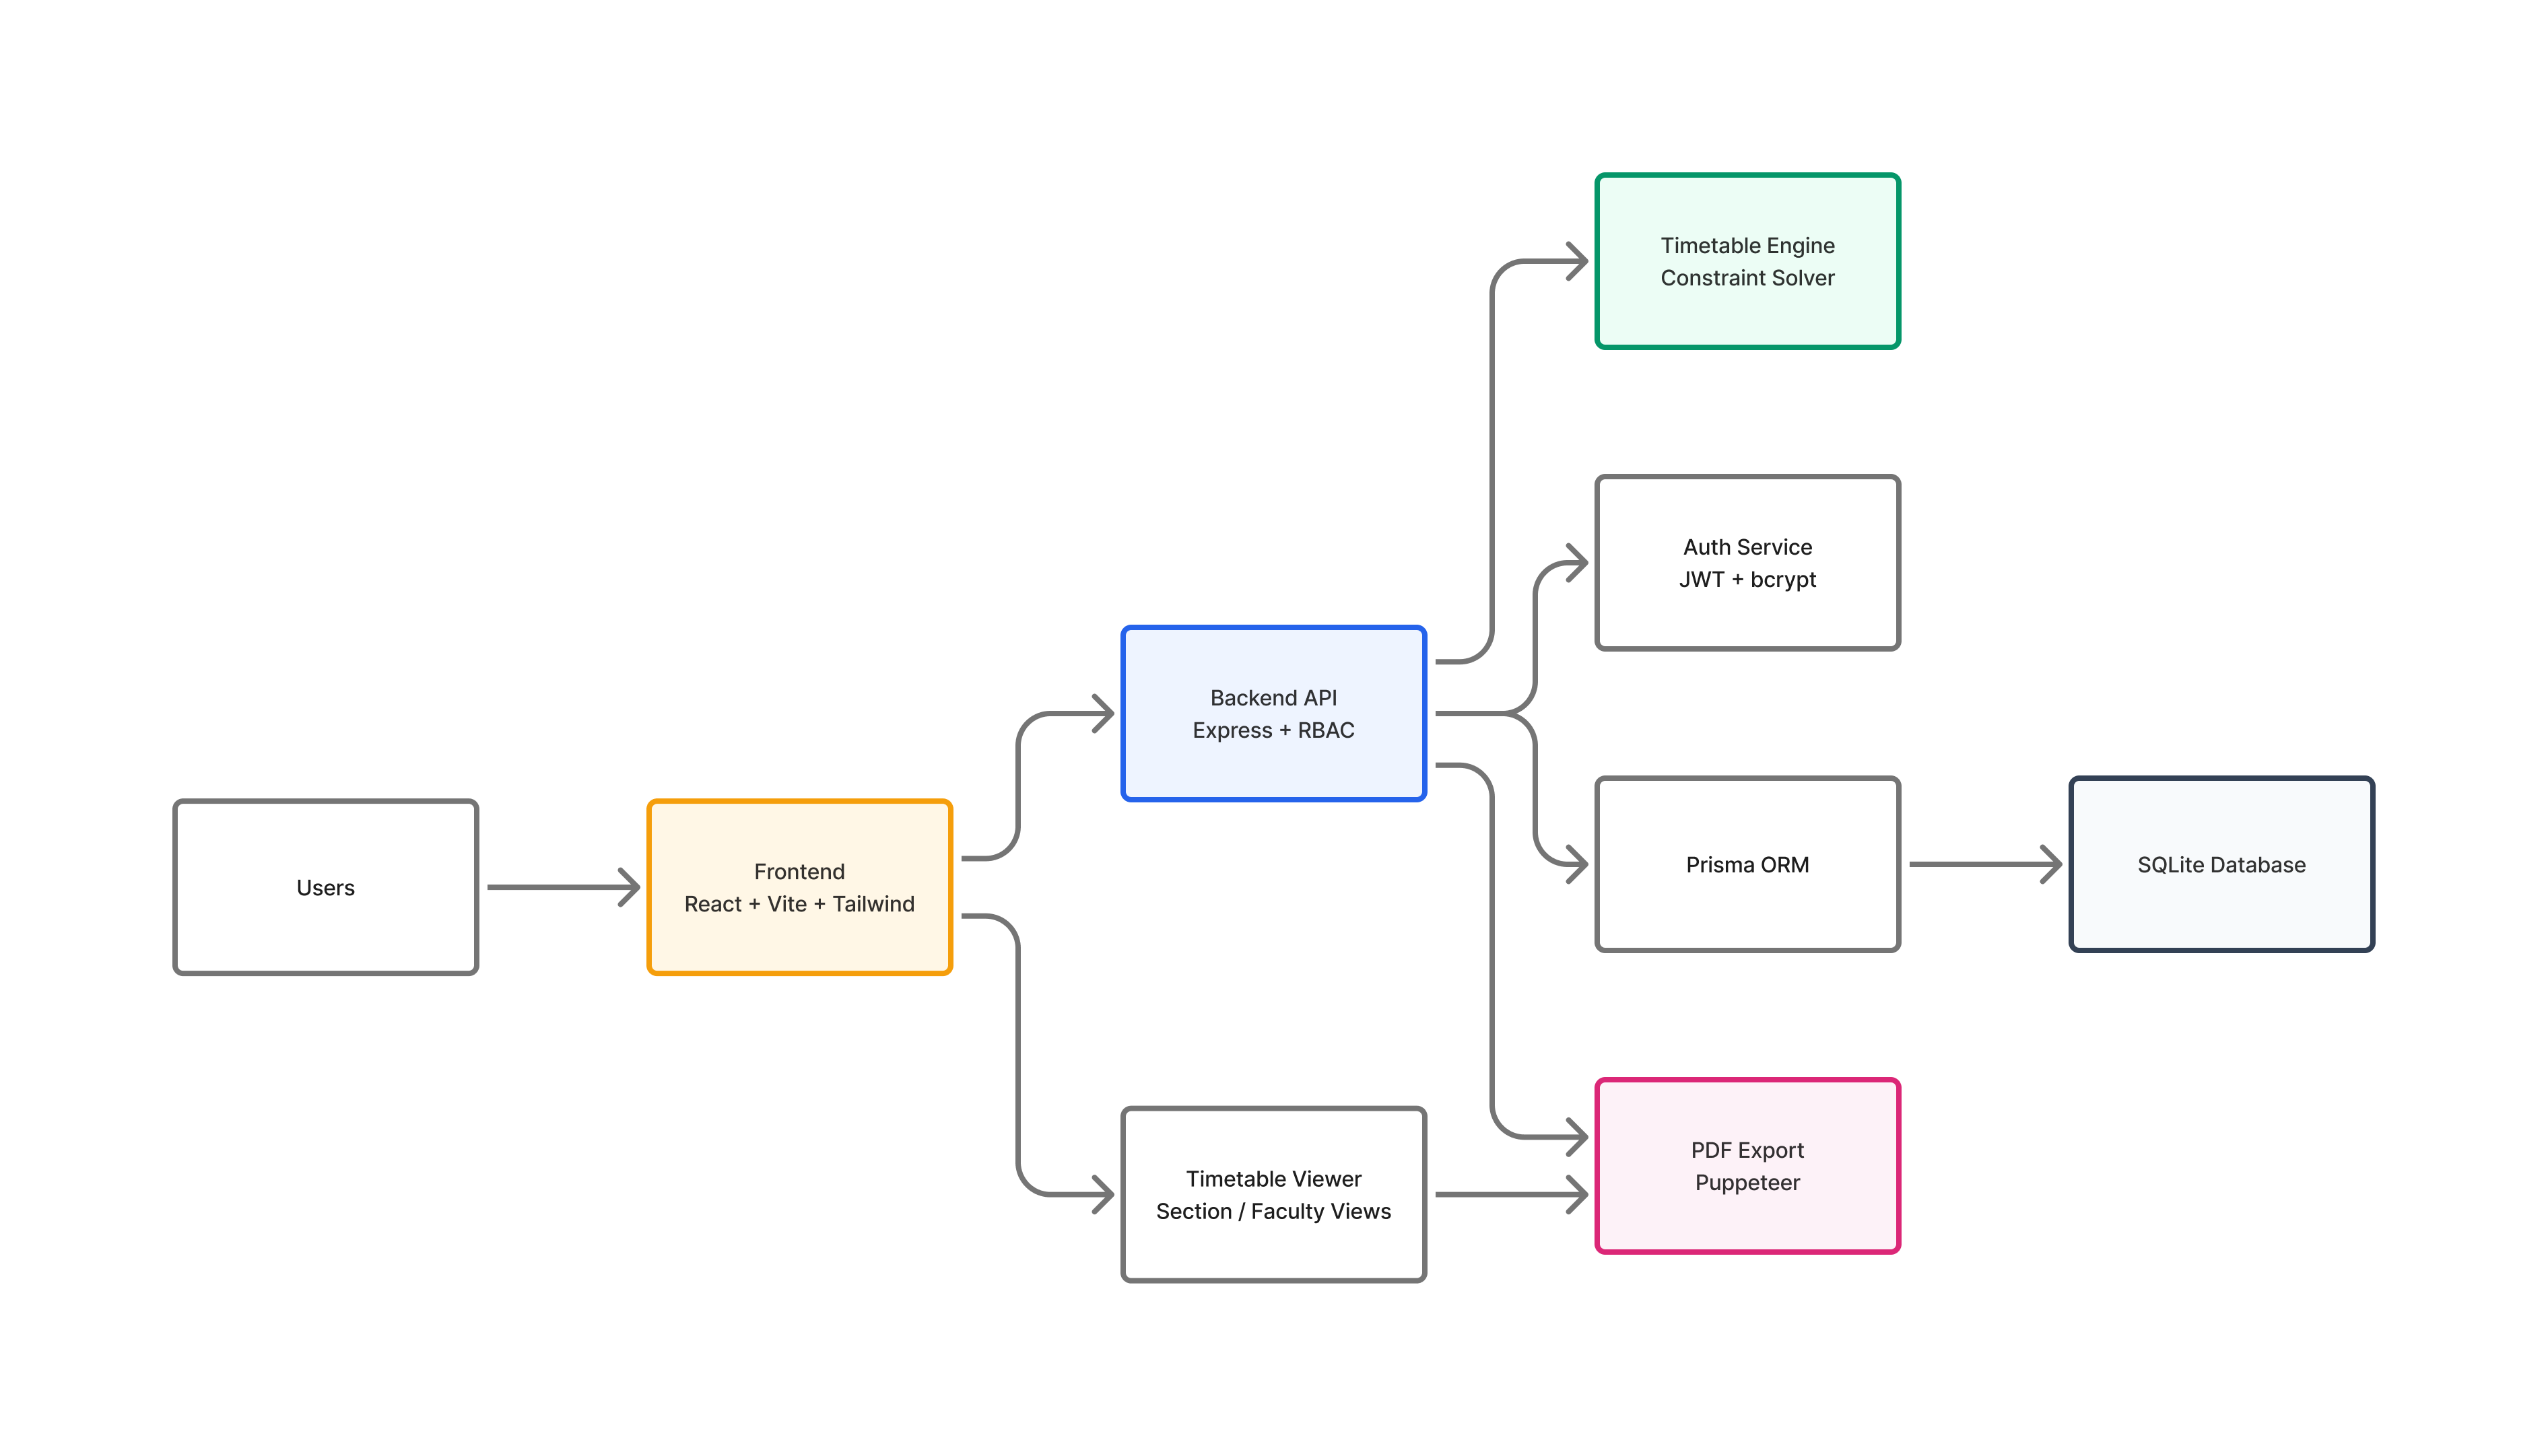 Users
Frontend
React + Vite + Tailwind
Backend API
Express + RBAC
Timetable Viewer
Section / Faculty Views
Timetable Engine
Constraint Solver
Auth Service
JWT + bcrypt
Prisma ORM
PDF Export
Puppeteer
SQLite Database